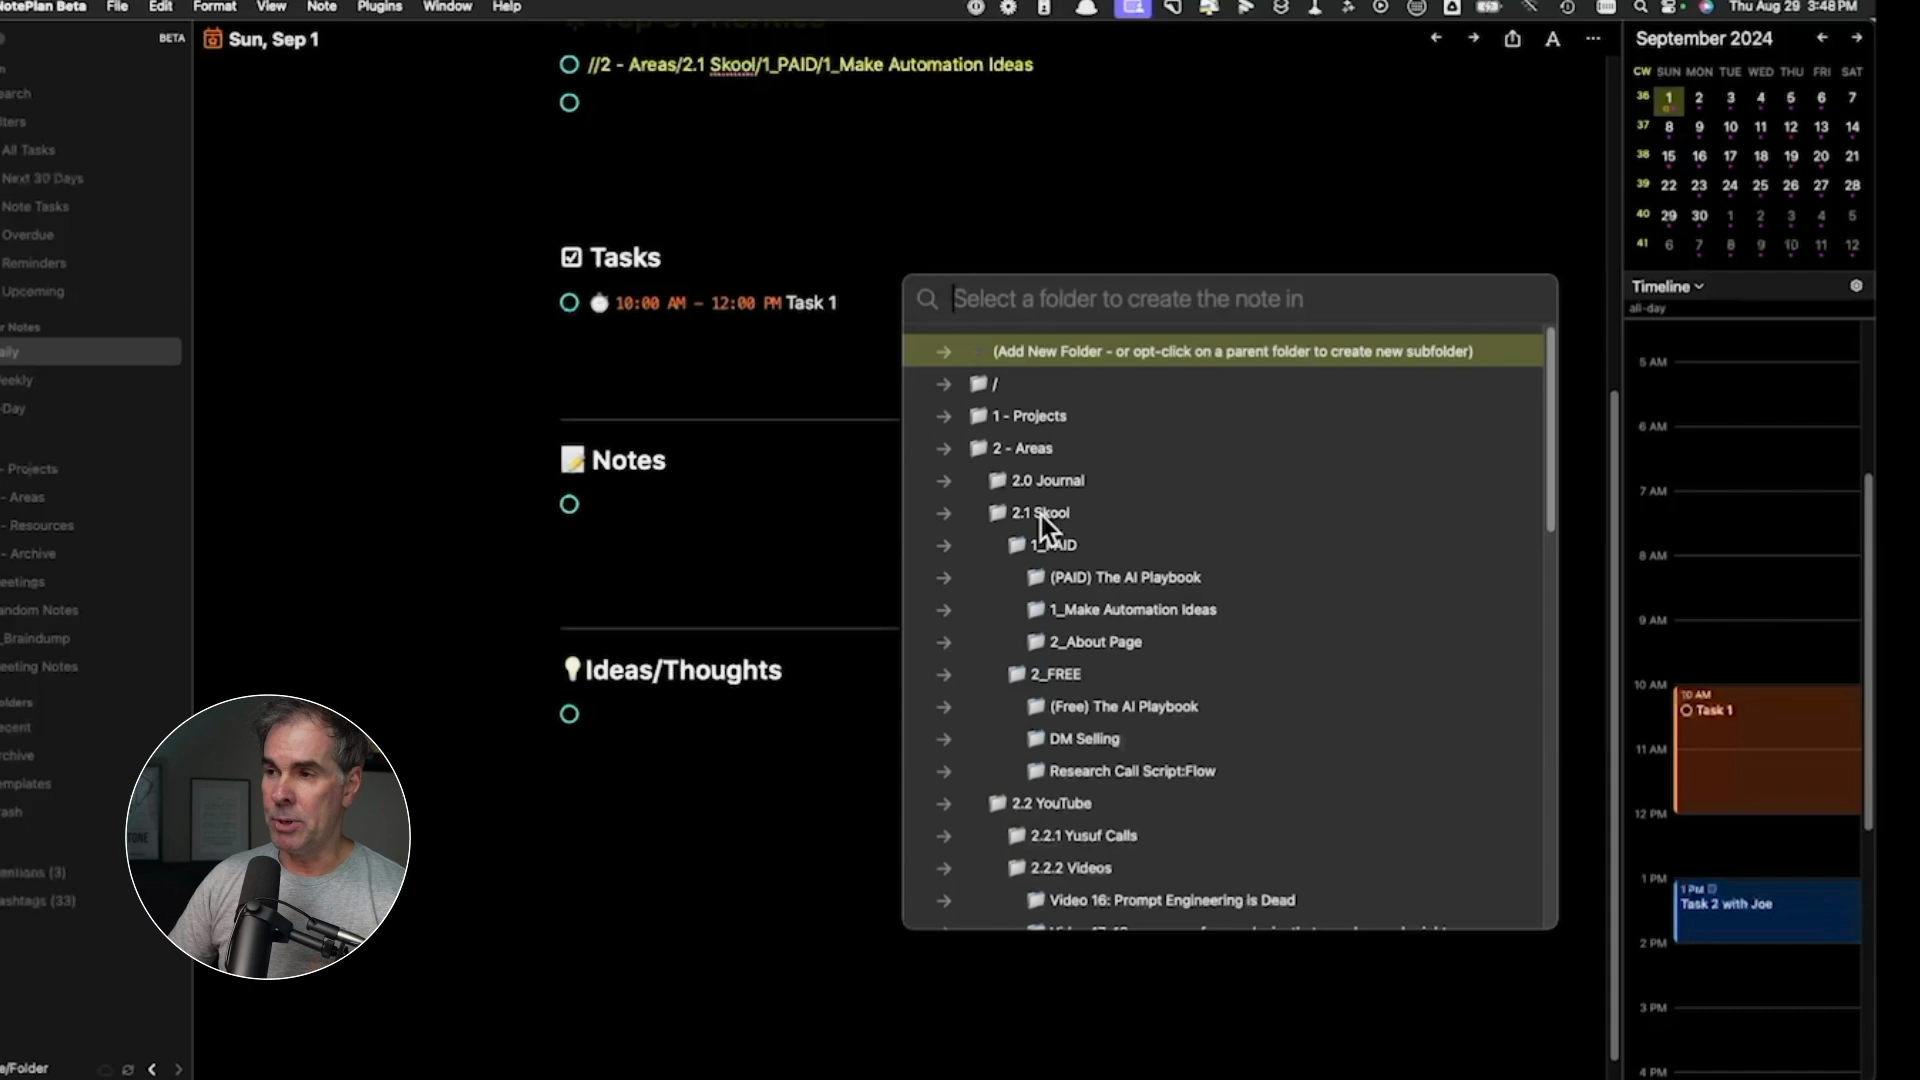 NotePlan Beta File Edit Format View Note Plugins Window Help
Thu Aug 29 3:48 PM
BETA
earch
lters
All Tasks
Next 30 Days
Note Tasks
Overdue
Reminders
Upcoming
r Notes
aily
eekly
-Day
- Projects
- Areas
- Resources
- Archive
eetings
andom Notes
_Braindump
eeting Notes
olders
ecent
rchive
emplates
rash
entions (3)
ashtags (33)
e/Folder
Sun, Sep 1
//2 - Areas/2.1 Skool/1_PAID/1_Make Automation Ideas
Tasks
10:00 AM – 12:00 PM Task 1
Notes
Ideas/Thoughts
Select a folder to create the note in
(Add New Folder - or opt-click on a parent folder to create new subfolder)
/
1 - Projects
2 - Areas
2.0 Journal
2.1 Skool
1_PAID
(PAID) The AI Playbook
1_Make Automation Ideas
2_About Page
2_FREE
(Free) The AI Playbook
DM Selling
Research Call Script:Flow
2.2 YouTube
2.2.1 Yusuf Calls
2.2.2 Videos
Video 16: Prompt Engineering is Dead
September 2024
CW SUN MON TUE WED THU FRI SAT
36 1 2 3 4 5 6 7
37 8 9 10 11 12 13 14
38 15 16 17 18 19 20 21
39 22 23 24 25 26 27 28
40 29 30 1 2 3 4 5
41 6 7 8 9 10 11 12
Timeline
all-day
5 AM
6 AM
7 AM
8 AM
9 AM
10 AM
10 AM
Task 1
11 AM
12 PM
1 PM
1 PM
Task 2 with Joe
2 PM
3 PM
4 PM